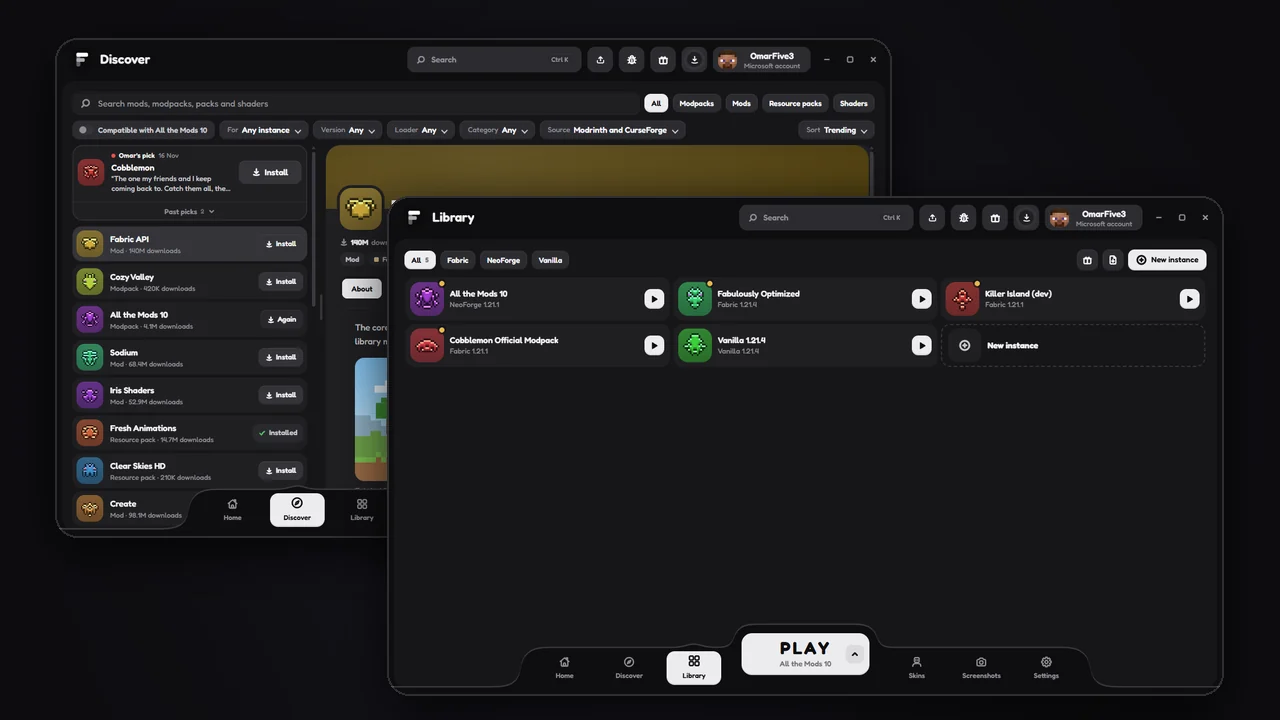 Discover
Search Ctrl K
OmarFive3
Microsoft account
Search mods, modpacks, packs and shaders
All Modpacks Mods Resource packs Shaders
Compatible with All the Mods 10
For Any instance
Version Any
Loader Any
Category Any
Source Modrinth and CurseForge
Sort Trending
Omar's pick 16 Nov
Cobblemon
"The one my friends and I keep
coming back to. Catch them all, the...
Install
Past picks 2
Fabric API
Mod · 140M downloads
Install
Cozy Valley
Modpack · 420K downloads
Install
All the Mods 10
Modpack · 4.1M downloads
Again
Sodium
Mod · 68.4M downloads
Install
Iris Shaders
Mod · 52.9M downloads
Install
Fresh Animations
Resource pack · 14.7M downloads
Installed
Clear Skies HD
Resource pack · 210K downloads
Install
Create
Mod · 98.1M downloads
140M
Mod
About
The core
library
Home Discover Library
Library
Search Ctrl K
OmarFive3
Microsoft account
All 5 Fabric NeoForge Vanilla
New instance
All the Mods 10
NeoForge 1.21.1
Fabulously Optimized
Fabric 1.21.4
Killer Island (dev)
Fabric 1.21.1
Cobblemon Official Modpack
Fabric 1.21.1
Vanilla 1.21.4
Vanilla 1.21.4
New instance
Home Discover Library
PLAY
All the Mods 10
Skins Screenshots Settings